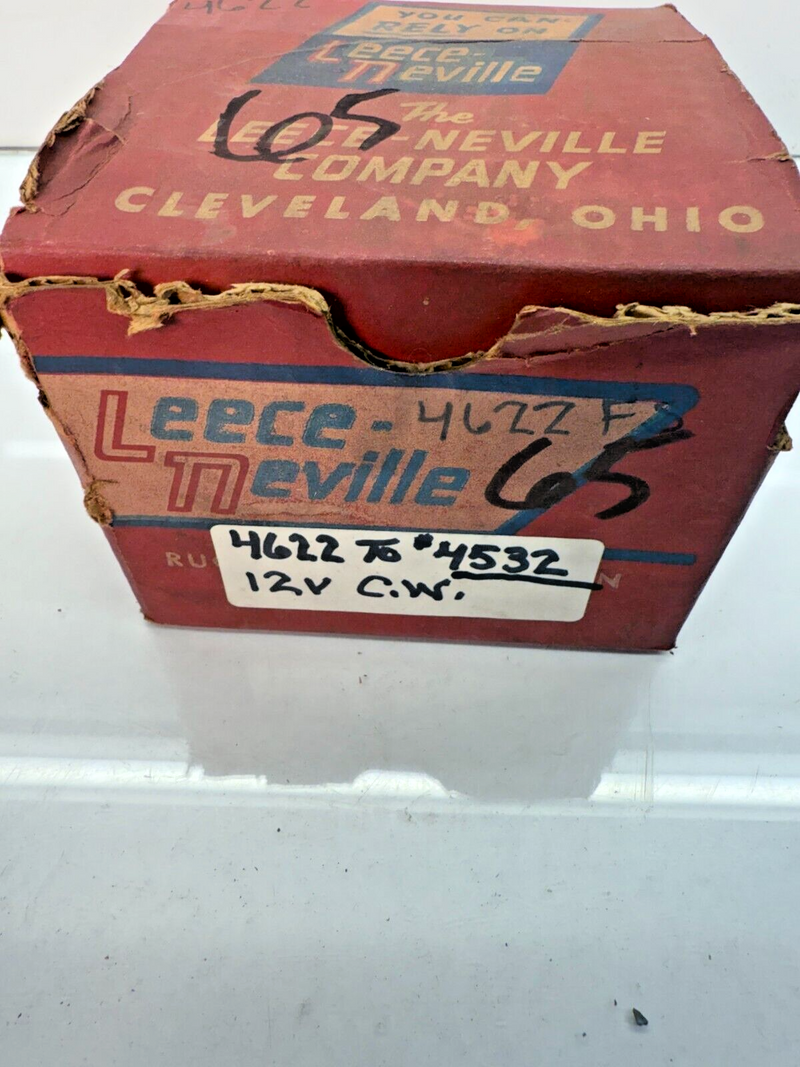 4622
YOU CAN
RELY ON
Leece-
Neville
65
The
LEECE-NEVILLE
COMPANY
CLEVELAND, OHIO
Leece- 4622
Neville 65
4622 TO #4532
12V C.W.